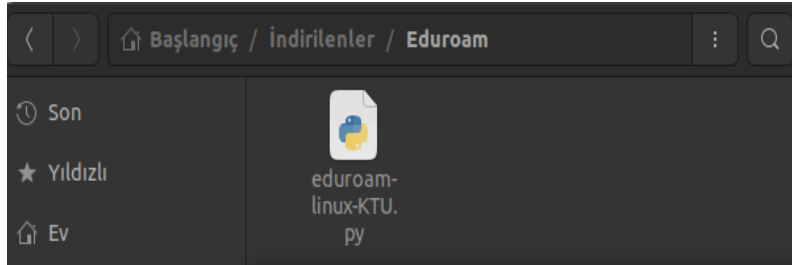 Başlangıç / İndirilenler / Eduroam
Son
Yıldızlı
Ev
eduroam-
linux-KTU.
py